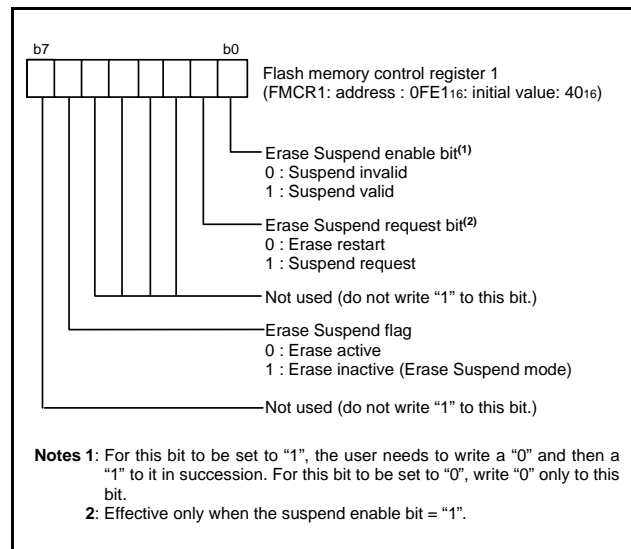 b7 b0
Flash memory control register 1
(FMCR1: address : 0FE116: initial value: 4016)
Erase Suspend enable bit(1)
0 : Suspend invalid
1 : Suspend valid
Erase Suspend request bit(2)
0 : Erase restart
1 : Suspend request
Not used (do not write “1” to this bit.)
Erase Suspend flag
0 : Erase active
1 : Erase inactive (Erase Suspend mode)
Not used (do not write “1” to this bit.)
Notes 1: For this bit to be set to “1”, the user needs to write a “0” and then a
“1” to it in succession. For this bit to be set to “0”, write “0” only to this
bit.
2: Effective only when the suspend enable bit = “1”.